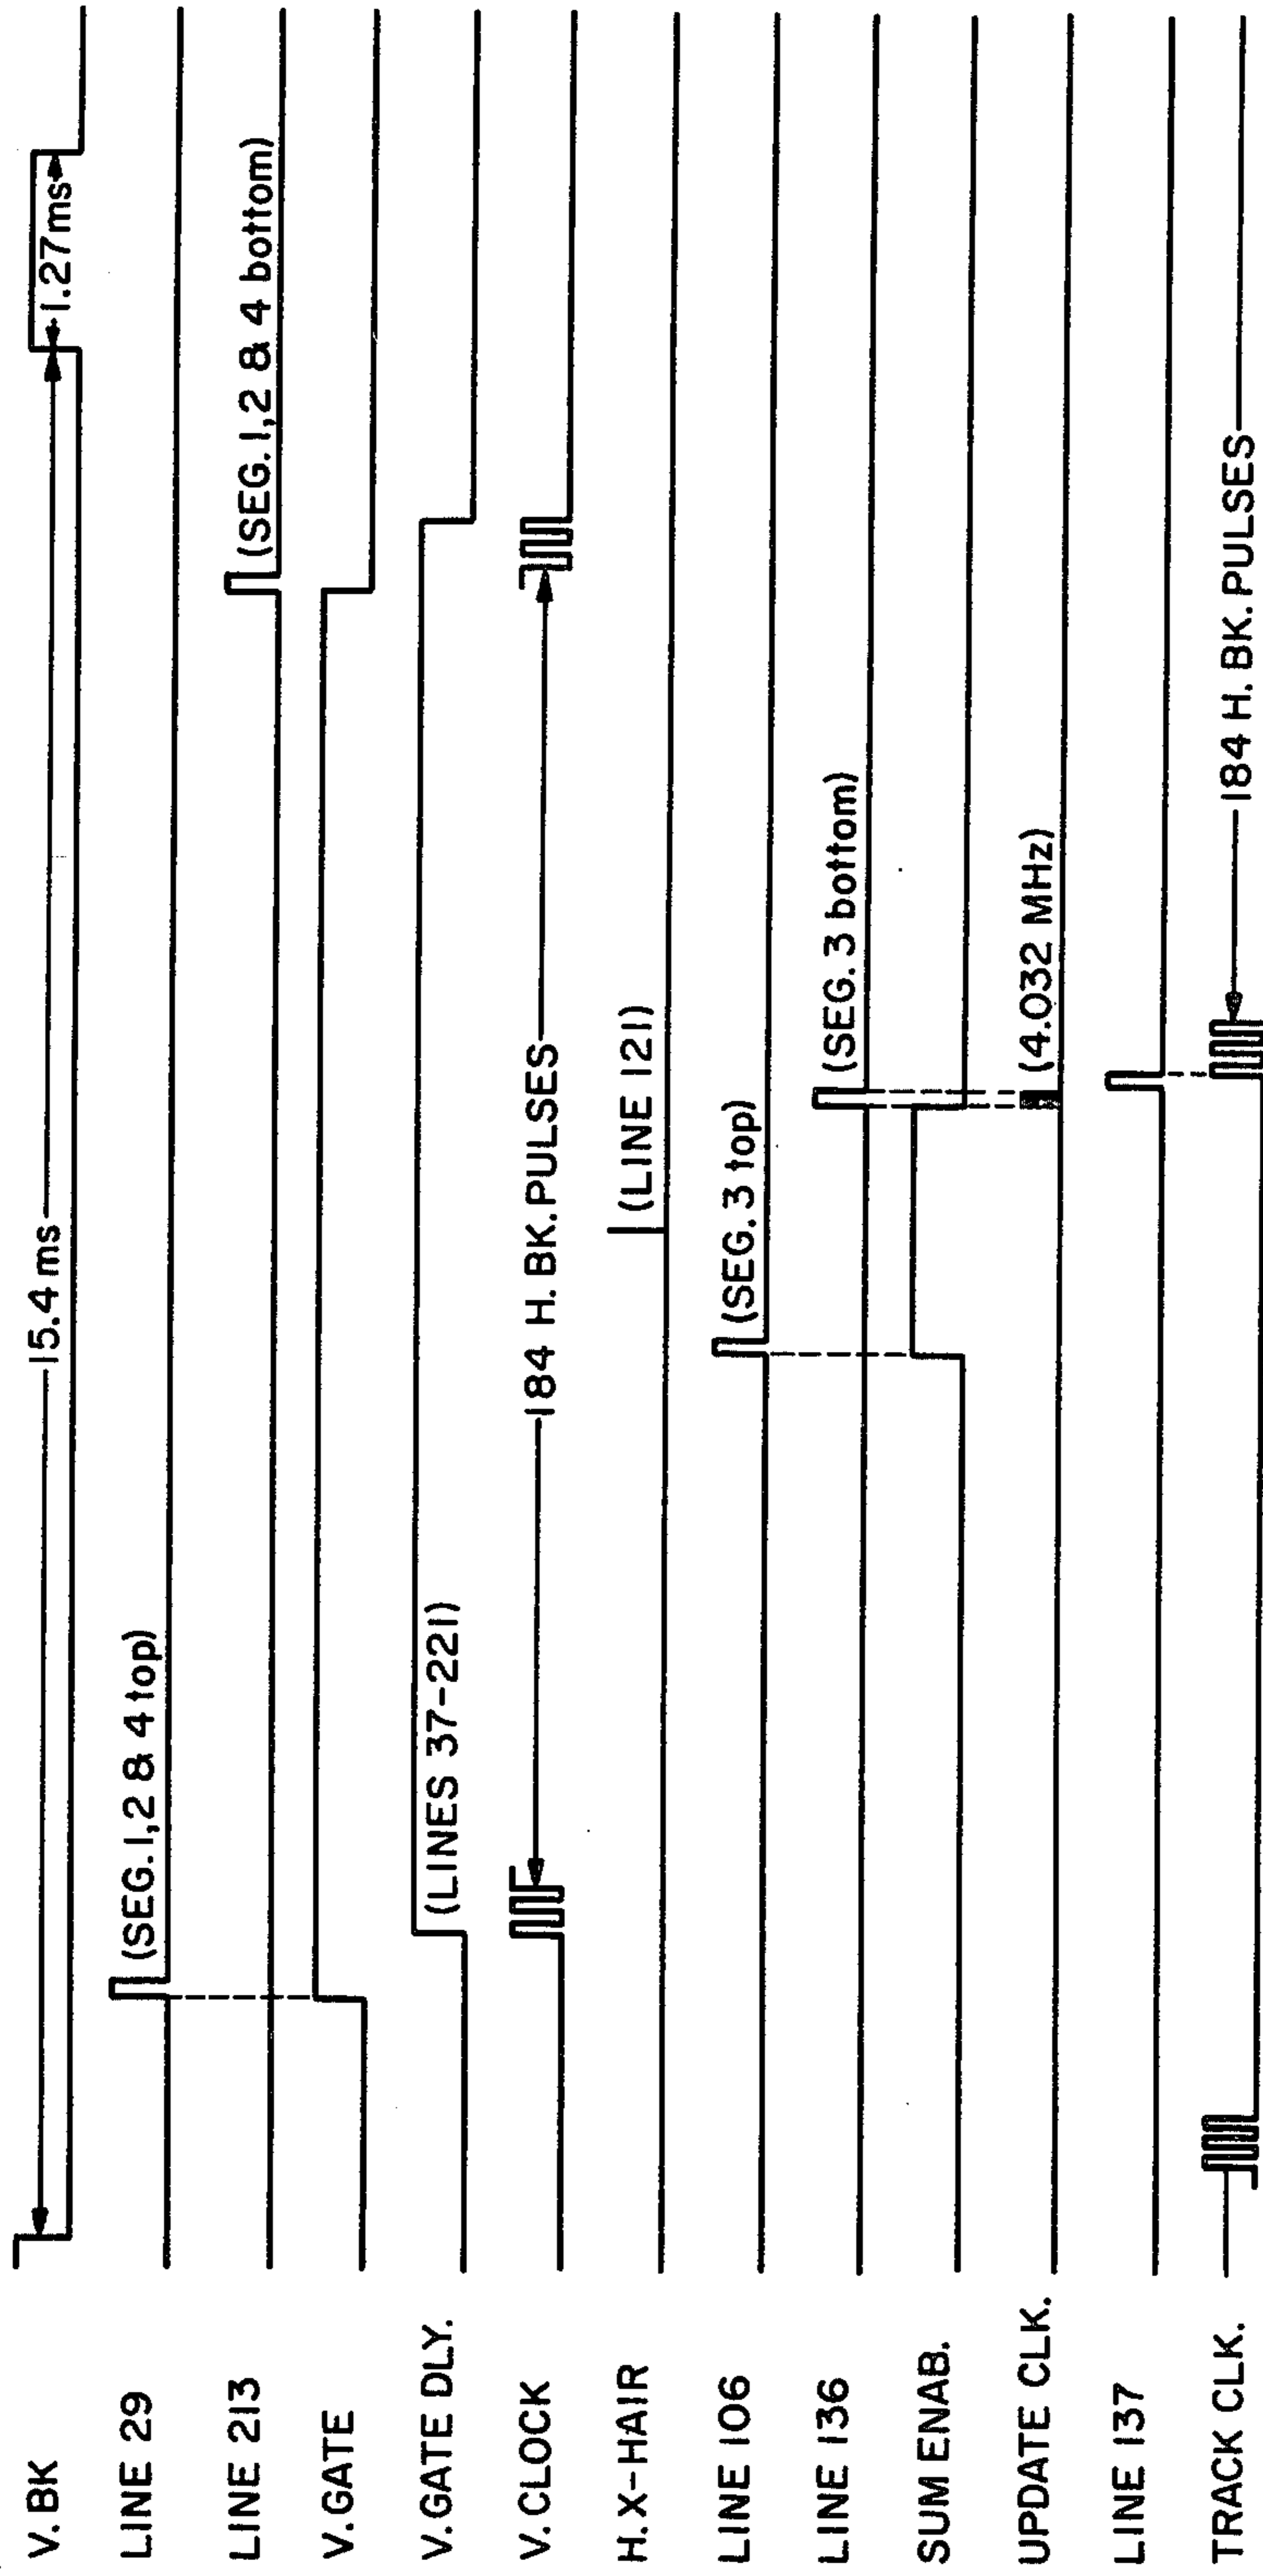 V. BK
15.4 ms
1.27ms
LINE 29
(SEG. 1,2 & 4 top)
LINE 213
(SEG. 1,2 & 4 bottom)
V. GATE
V. GATE DLY.
(LINES 37-221)
V. CLOCK
184 H. BK. PULSES
H. X-HAIR
(LINE 121)
LINE 106
(SEG. 3 top)
LINE 136
(SEG. 3 bottom)
SUM ENAB.
UPDATE CLK.
(4.032 MHz)
LINE 137
TRACK CLK.
184 H. BK. PULSES